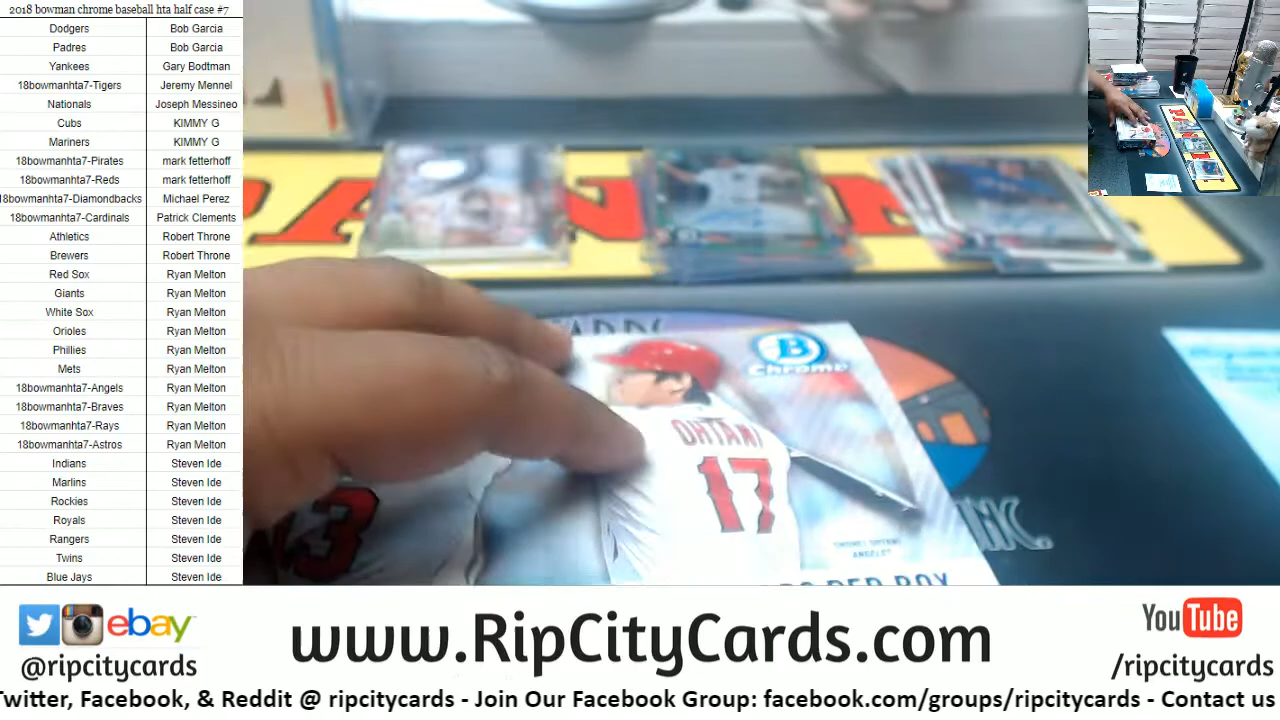 2018 bowman chrome baseball hta half case #7
Dodgers Bob Garcia
Padres Bob Garcia
Yankees Gary Bodtman
18bowmanhta7-Tigers Jeremy Mennel
Nationals Joseph Messineo
Cubs KIMMY G
Mariners KIMMY G
18bowmanhta7-Pirates mark fetterhoff
18bowmanhta7-Reds mark fetterhoff
18bowmanhta7-Diamondbacks Michael Perez
18bowmanhta7-Cardinals Patrick Clements
Athletics Robert Throne
Brewers Robert Throne
Red Sox Ryan Melton
Giants Ryan Melton
White Sox Ryan Melton
Orioles Ryan Melton
Phillies Ryan Melton
Mets Ryan Melton
18bowmanhta7-Angels Ryan Melton
18bowmanhta7-Braves Ryan Melton
18bowmanhta7-Rays Ryan Melton
18bowmanhta7-Astros Ryan Melton
Indians Steven Ide
Marlins Steven Ide
Rockies Steven Ide
Royals Steven Ide
Rangers Steven Ide
Twins Steven Ide
Blue Jays Steven Ide
B
Chrome
OHTANI
17
ANGELS
PER BOX
ebay
@ripcitycards
www.RipCityCards.com
YouTube
/ripcitycards
Twitter, Facebook, & Reddit @ ripcitycards - Join Our Facebook Group: facebook.com/groups/ripcitycards - Contact us